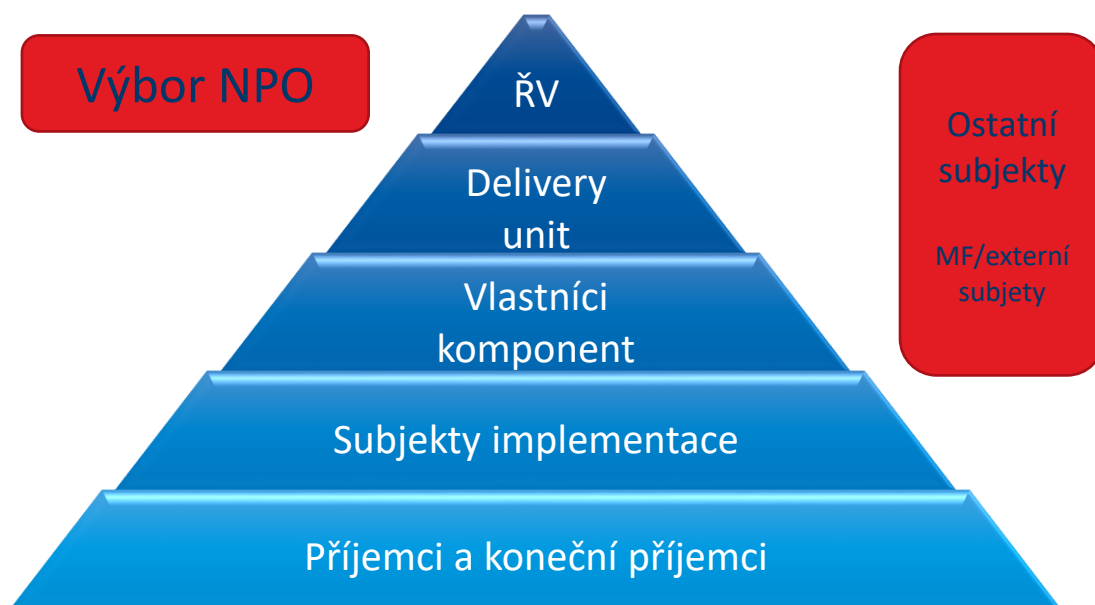 Výbor NPO
ŘV
Delivery
unit
Vlastníci
komponent
Subjekty implementace
Příjemci a koneční příjemci
Ostatní
subjekty
MF/externí
subjety